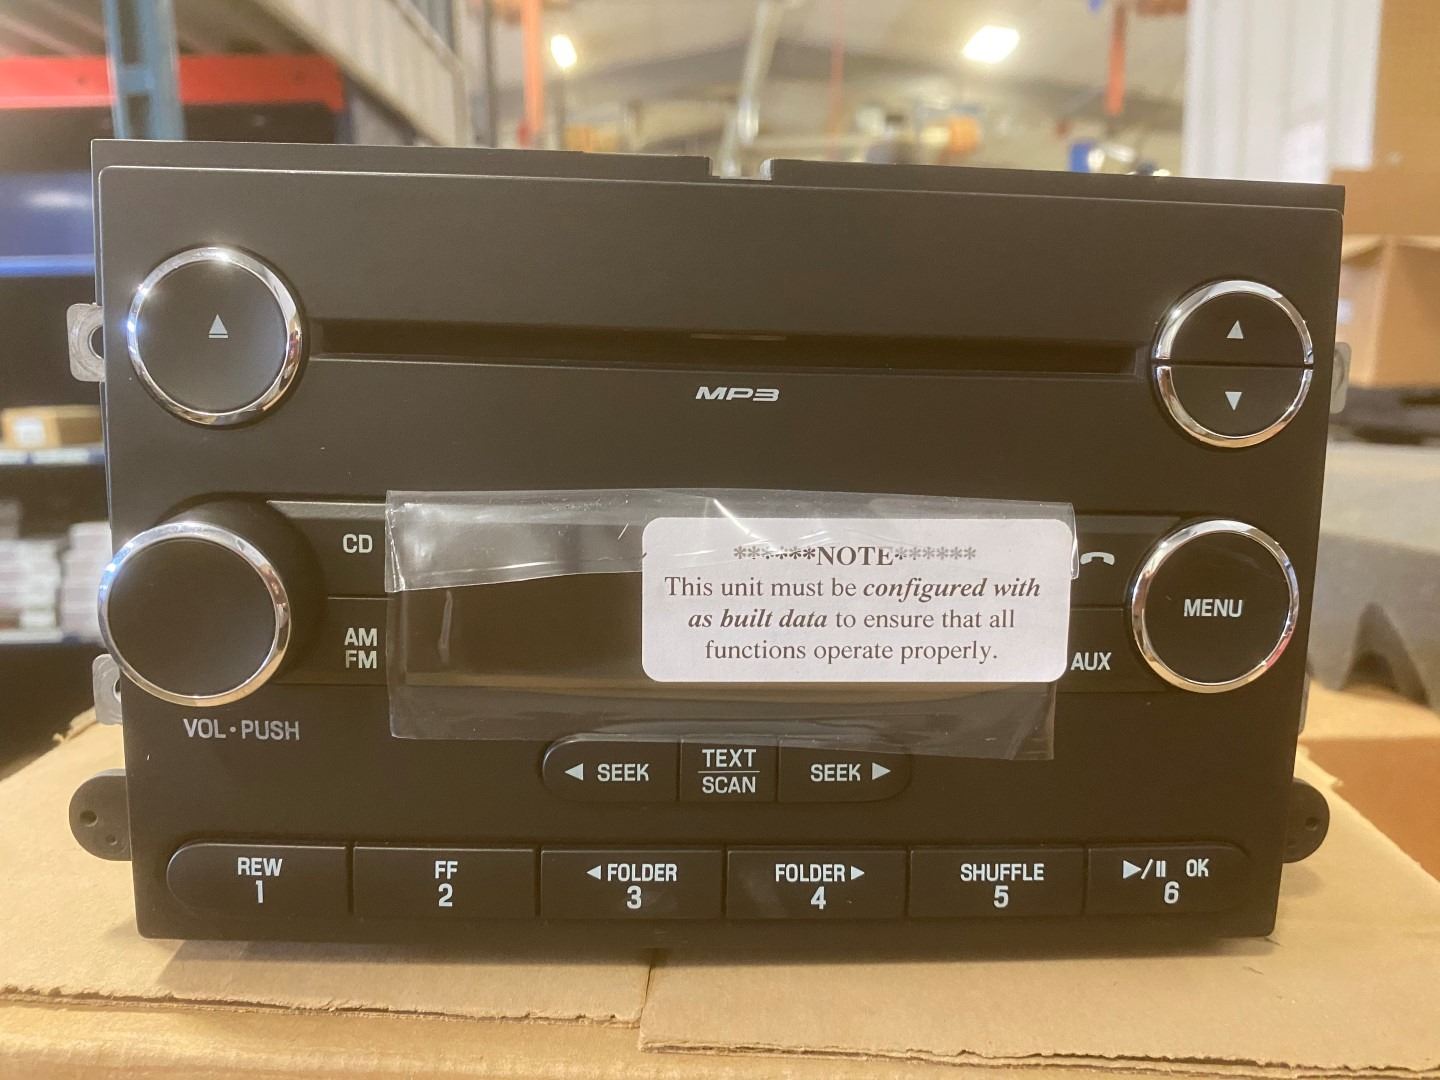 MP3
CD
******NOTE******
This unit must be configured with
as built data to ensure that all
functions operate properly.
MENU
AM
FM
AUX
VOL•PUSH
◀ SEEK
TEXT
SCAN
SEEK ▶
REW
1
FF
2
◀ FOLDER
3
FOLDER ▶
4
SHUFFLE
5
▶/II OK
6